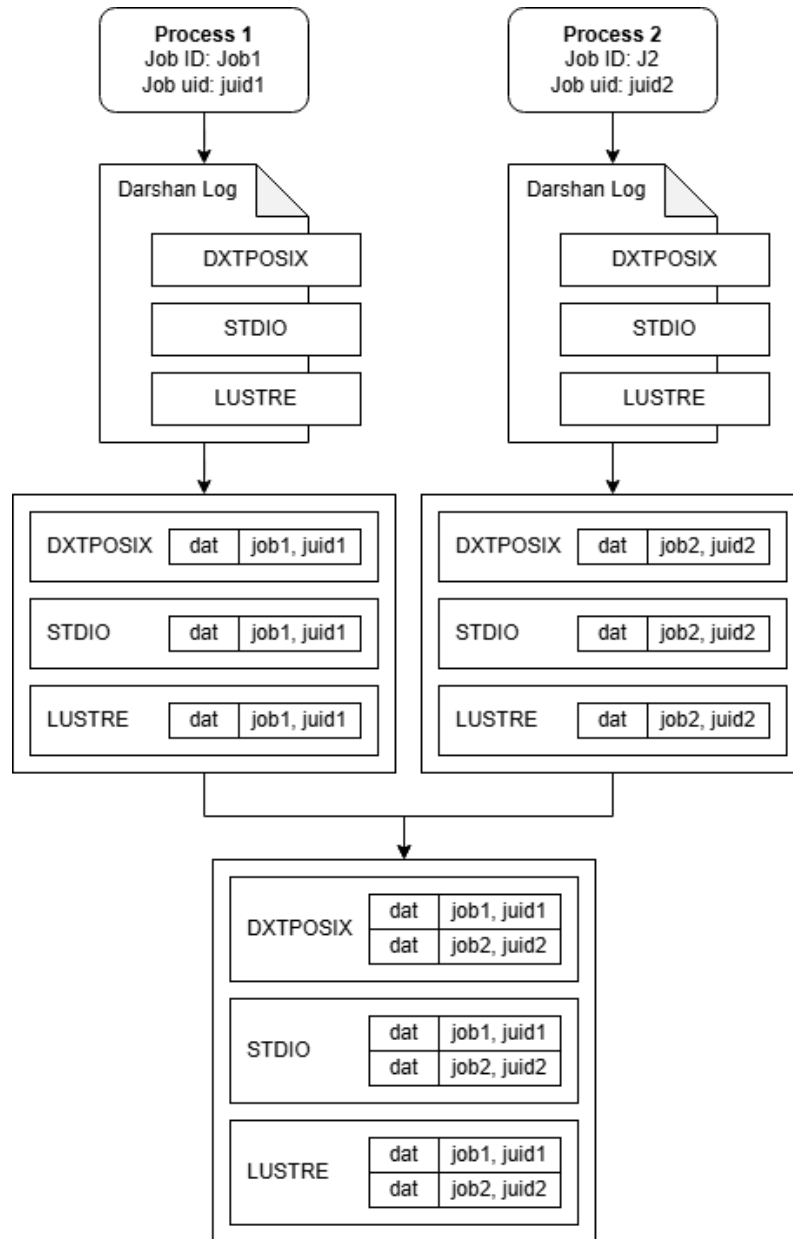 Process 1
Job ID: Job1
Job uid: juid1
Process 2
Job ID: J2
Job uid: juid2
Darshan Log
DXTPOSIX
STDIO
LUSTRE
Darshan Log
DXTPOSIX
STDIO
LUSTRE
DXTPOSIX dat job1, juid1
STDIO dat job1, juid1
LUSTRE dat job1, juid1
DXTPOSIX dat job2, juid2
STDIO dat job2, juid2
LUSTRE dat job2, juid2
DXTPOSIX
dat job1, juid1
dat job2, juid2
STDIO
dat job1, juid1
dat job2, juid2
LUSTRE
dat job1, juid1
dat job2, juid2